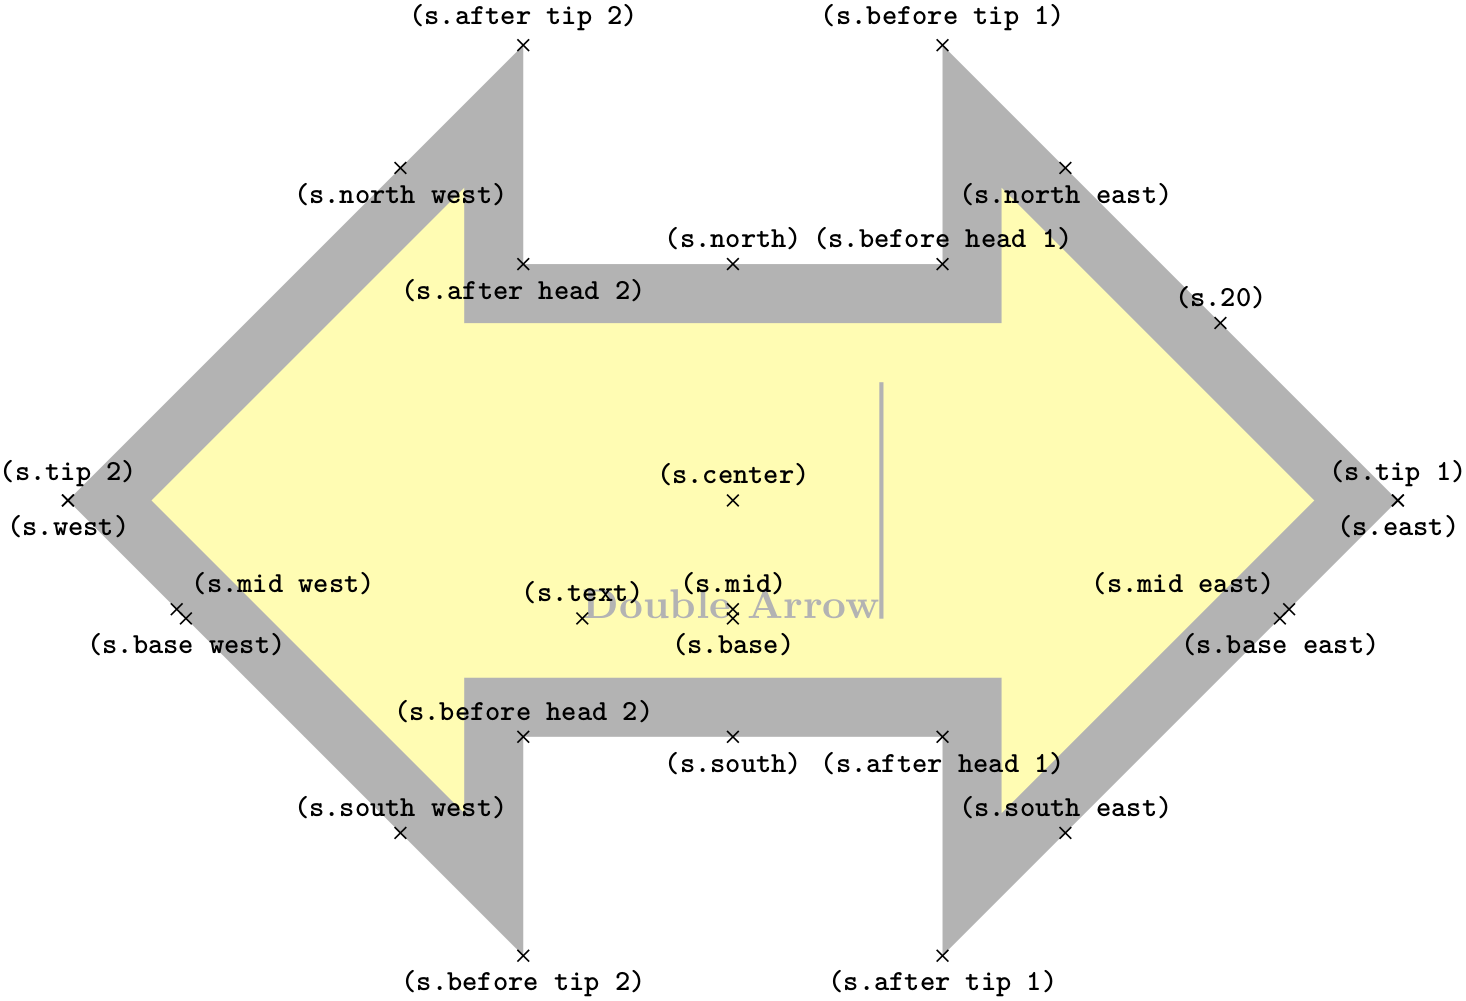 (s.after tip 2) (s.before tip 1)
(s.north west) (s.north east)
(s.north) (s.before head 1)
(s.after head 2)
(s.20)
(s.tip 2) (s.center) (s.tip 1)
(s.west) (s.east)
(s.mid west) (s.text) (s.mid) (s.mid east)
Double Arrow
(s.base west) (s.base) (s.base east)
(s.before head 2)
(s.south) (s.after head 1)
(s.south west) (s.south east)
(s.before tip 2) (s.after tip 1)